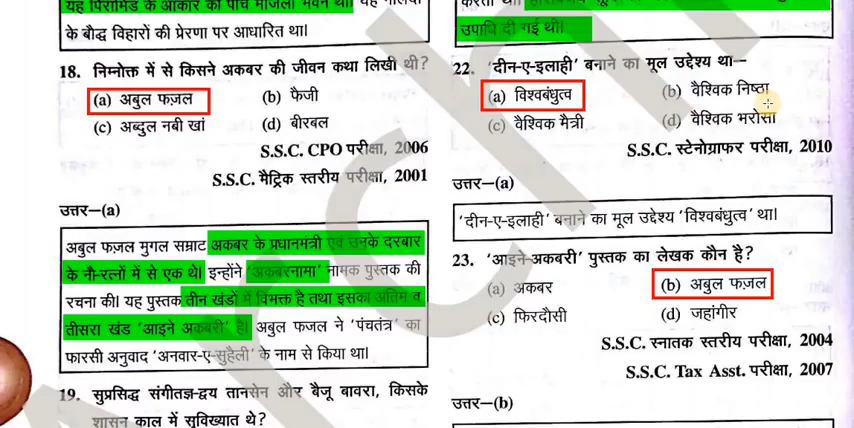 यह पिरामिड के आकार का पाँच मंजिला भवन था। यह नालंदा
के बौद्ध विहारों की प्रेरणा पर आधारित था।
18. निम्नोक्त में से किसने अकबर की जीवन कथा लिखी थी?
(a) अबुल फज़ल (b) फैजी
(c) अब्दुल नबी खां (d) बीरबल
S.S.C. CPO परीक्षा, 2006
S.S.C. मैट्रिक स्तरीय परीक्षा, 2001
उत्तर—(a)
अबुल फज़ल मुगल सम्राट अकबर के प्रधानमंत्री एवं उनके दरबार
के नौ-रत्नों में से एक थे। इन्होंने 'अकबरनामा' नामक पुस्तक की
रचना की। यह पुस्तक तीन खंडों में विभक्त है तथा इसका अंतिम व
तीसरा खंड 'आइने अकबरी' है। अबुल फजल ने 'पंचतंत्र' का
फारसी अनुवाद 'अनवार-ए-सुहैली' के नाम से किया था।
19. सुप्रसिद्ध संगीतज्ञ-द्वय तानसेन और बैजू बावरा, किसके
शासन काल में सुविख्यात थे?
करता था।
उपाधि दी गई थी।
22. 'दीन-ए-इलाही' बनाने का मूल उद्देश्य था—
(a) विश्वबंधुत्व (b) वैश्विक निष्ठा
(c) वैश्विक मैत्री (d) वैश्विक भरोसा
S.S.C. स्टेनोग्राफर परीक्षा, 2010
उत्तर—(a)
'दीन-ए-इलाही' बनाने का मूल उद्देश्य 'विश्वबंधुत्व' था।
23. 'आइने-अकबरी' पुस्तक का लेखक कौन है?
(a) अकबर (b) अबुल फज़ल
(c) फिरदौसी (d) जहांगीर
S.S.C. स्नातक स्तरीय परीक्षा, 2004
S.S.C. Tax Asst. परीक्षा, 2007
उत्तर—(b)